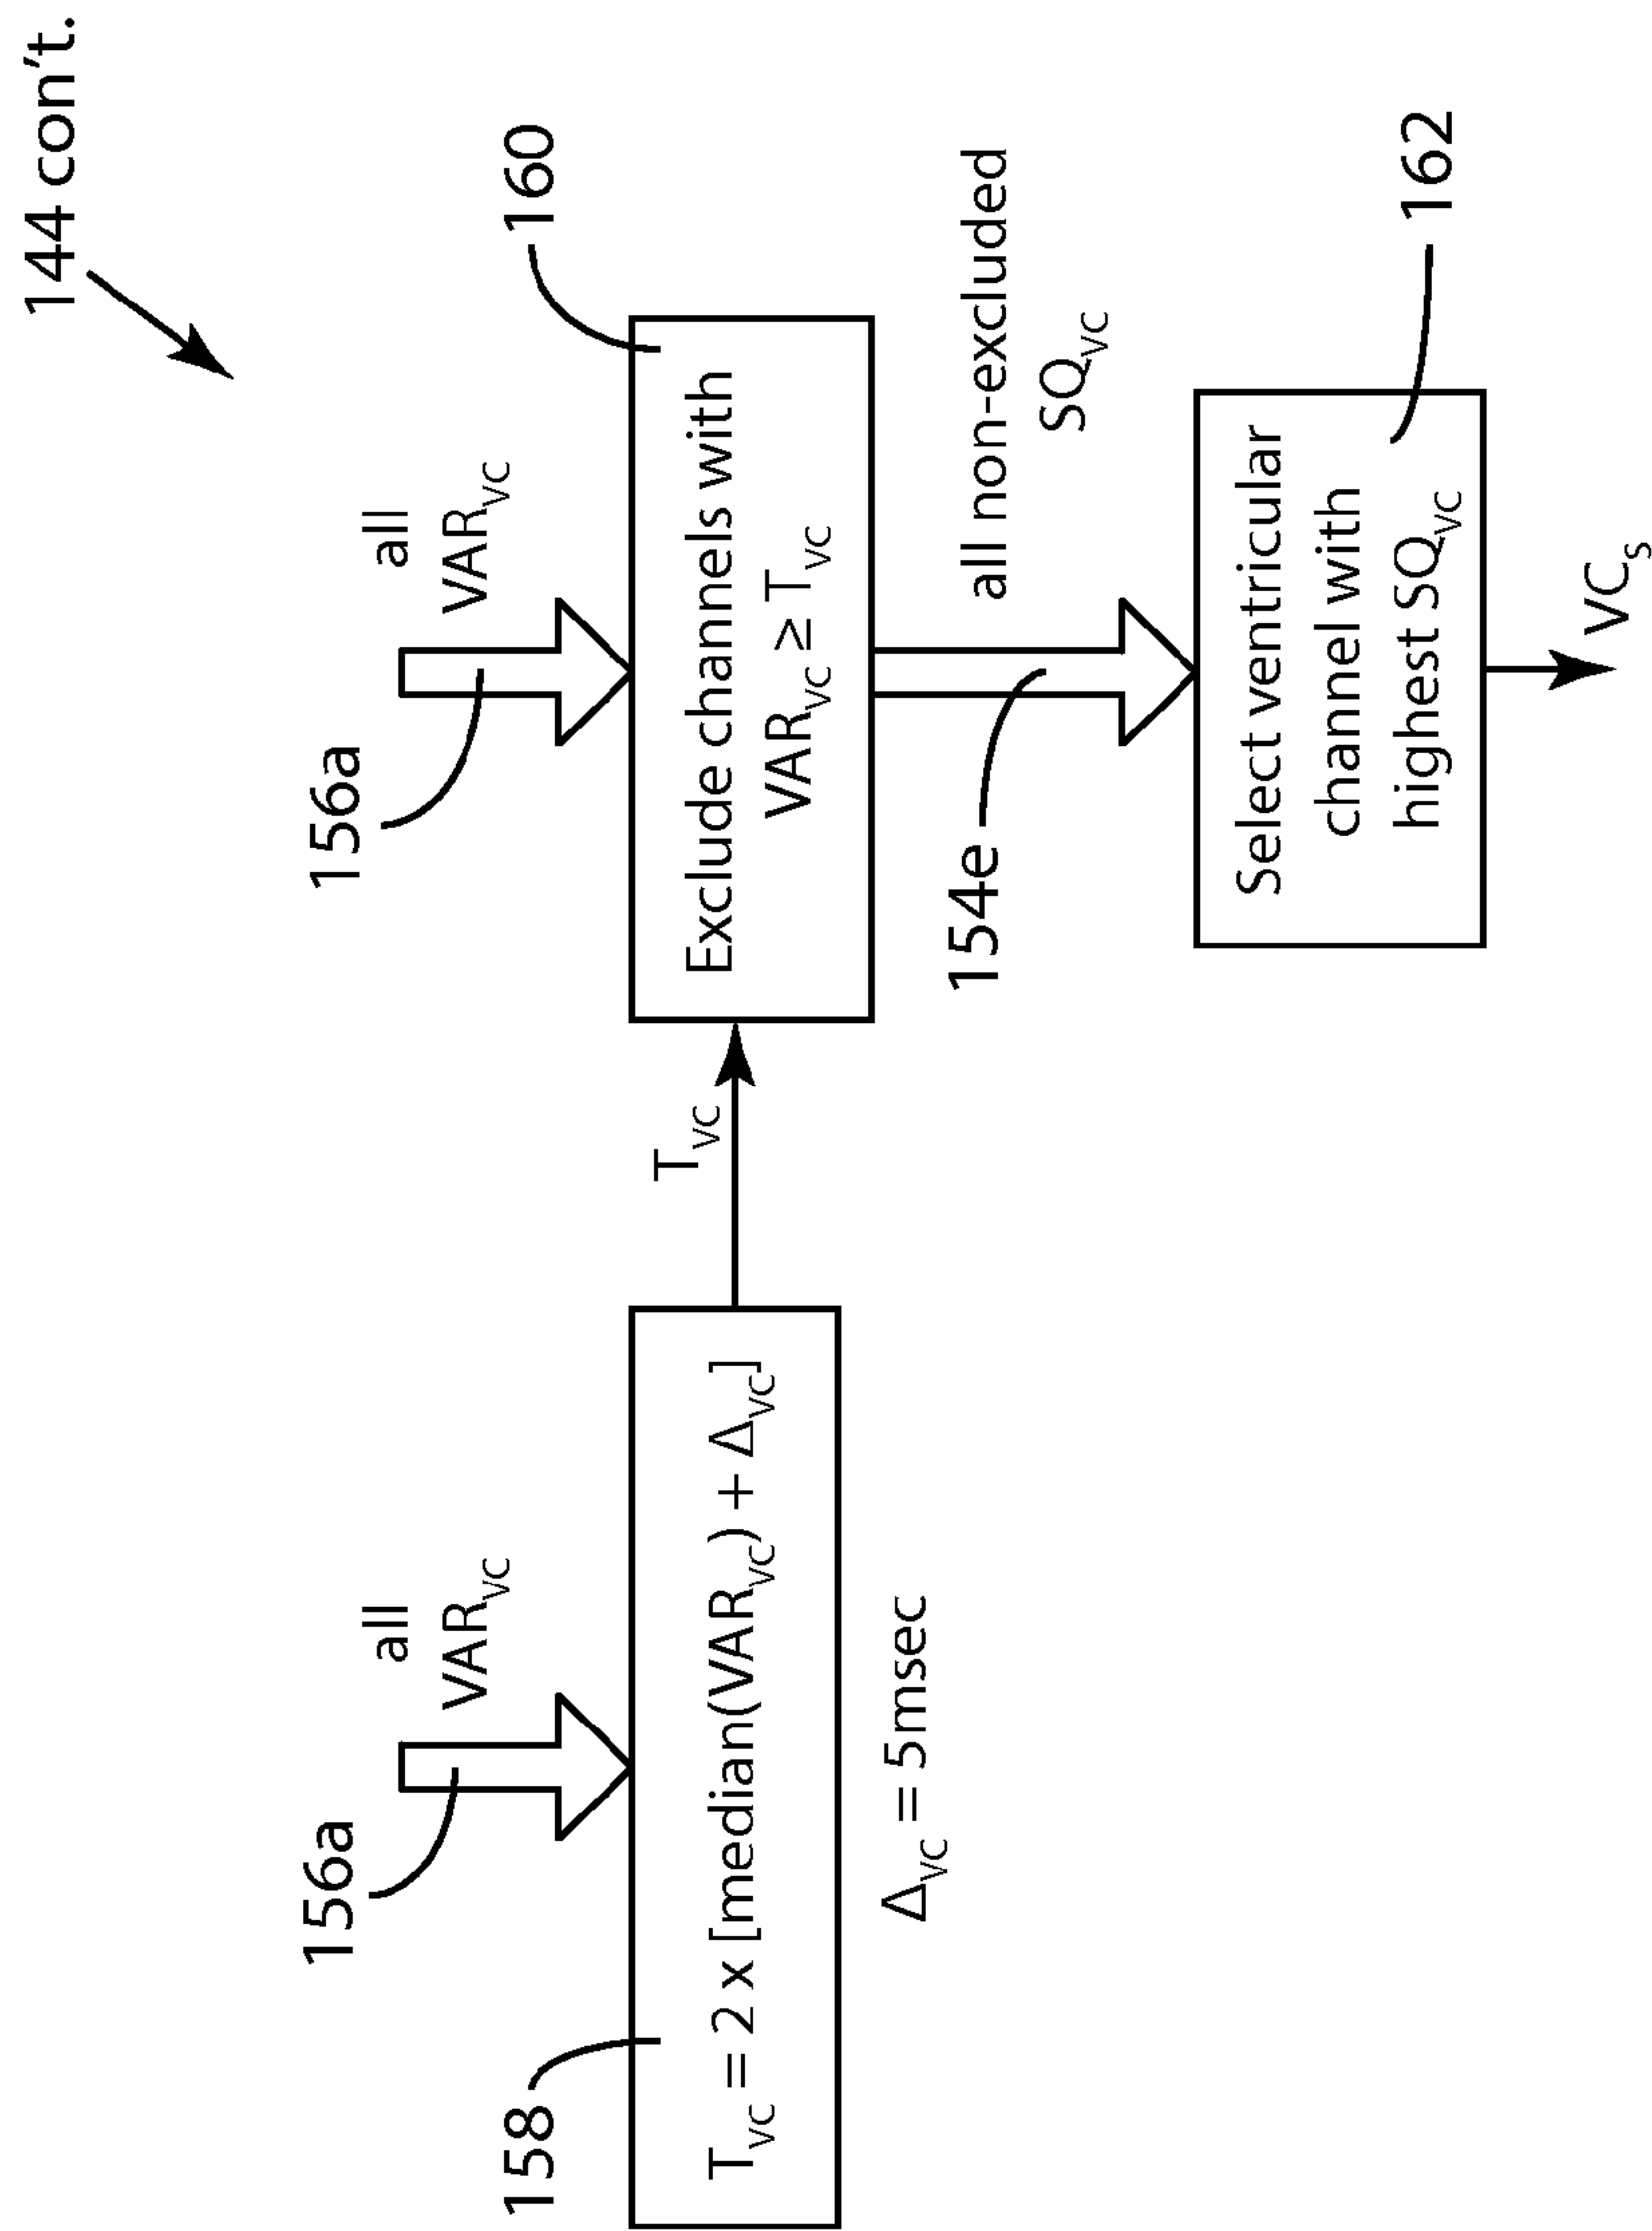 144 con't.
156a
all
VAR_VC
156a
all
VAR_VC
158
T_VC = 2 x [median(VAR_VC) + Δ_VC]
Δ_VC = 5msec
T_VC
160
Exclude channels with
VAR_VC ≥ T_VC
154e
all non-excluded
SQ_VC
Select ventricular
channel with
highest SQ_VC
162
VC_S